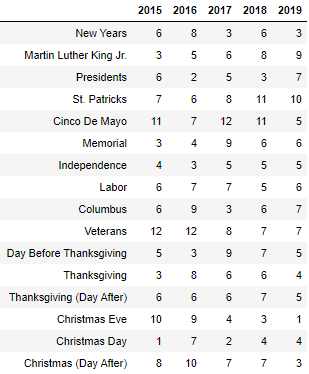 2015 2016 2017 2018 2019
New Years 6 8 3 6 3
Martin Luther King Jr. 3 5 6 8 9
Presidents 6 2 5 3 7
St. Patricks 7 6 8 11 10
Cinco De Mayo 11 7 12 11 5
Memorial 3 4 9 6 6
Independence 4 3 5 5 5
Labor 6 7 7 5 6
Columbus 6 9 3 6 7
Veterans 12 12 8 7 7
Day Before Thanksgiving 5 3 9 7 5
Thanksgiving 3 8 6 6 4
Thanksgiving (Day After) 6 6 6 7 5
Christmas Eve 10 9 4 3 1
Christmas Day 1 7 2 4 4
Christmas (Day After) 8 10 7 7 3